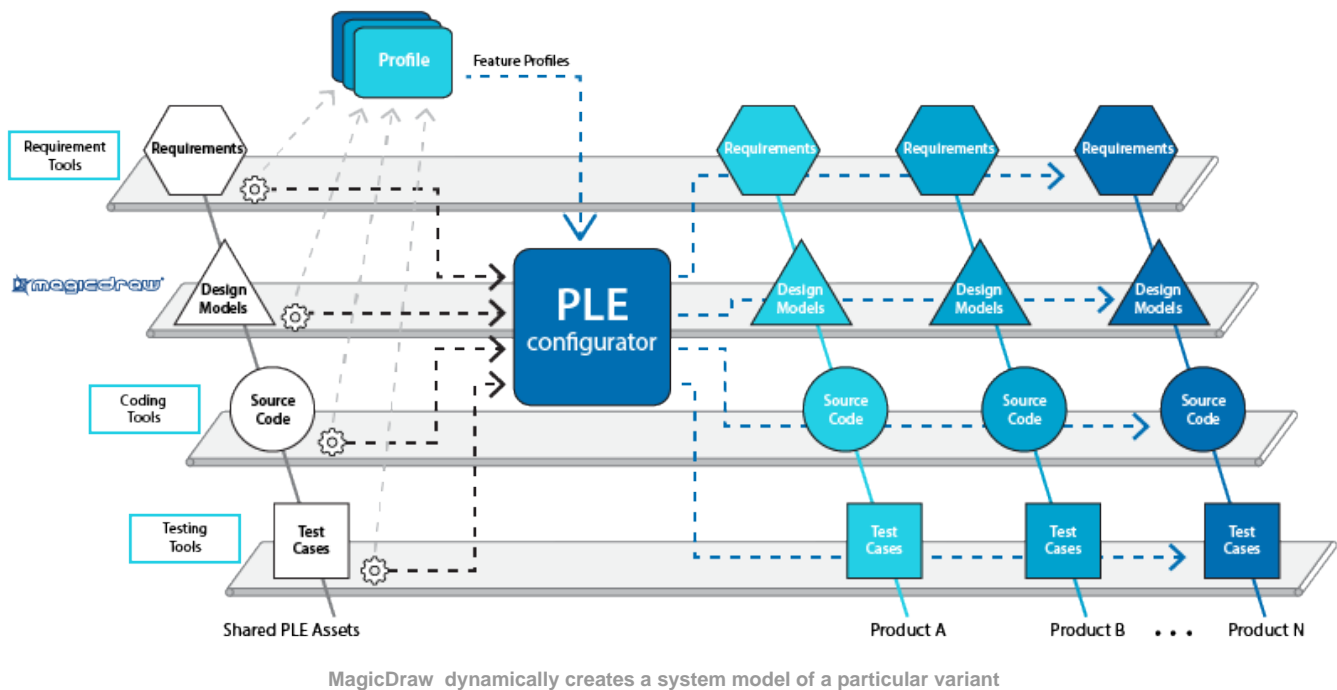 Profile
Feature Profiles
Requirement
Tools
Requirements
Requirements
Requirements
Requirements
magicdraw
Design
Models
PLE
configurator
Design
Models
Design
Models
Design
Models
Coding
Tools
Source
Code
Source
Code
Source
Code
Source
Code
Testing
Tools
Test
Cases
Test
Cases
Test
Cases
Test
Cases
Shared PLE Assets
Product A
Product B
...
Product N
MagicDraw dynamically creates a system model of a particular variant